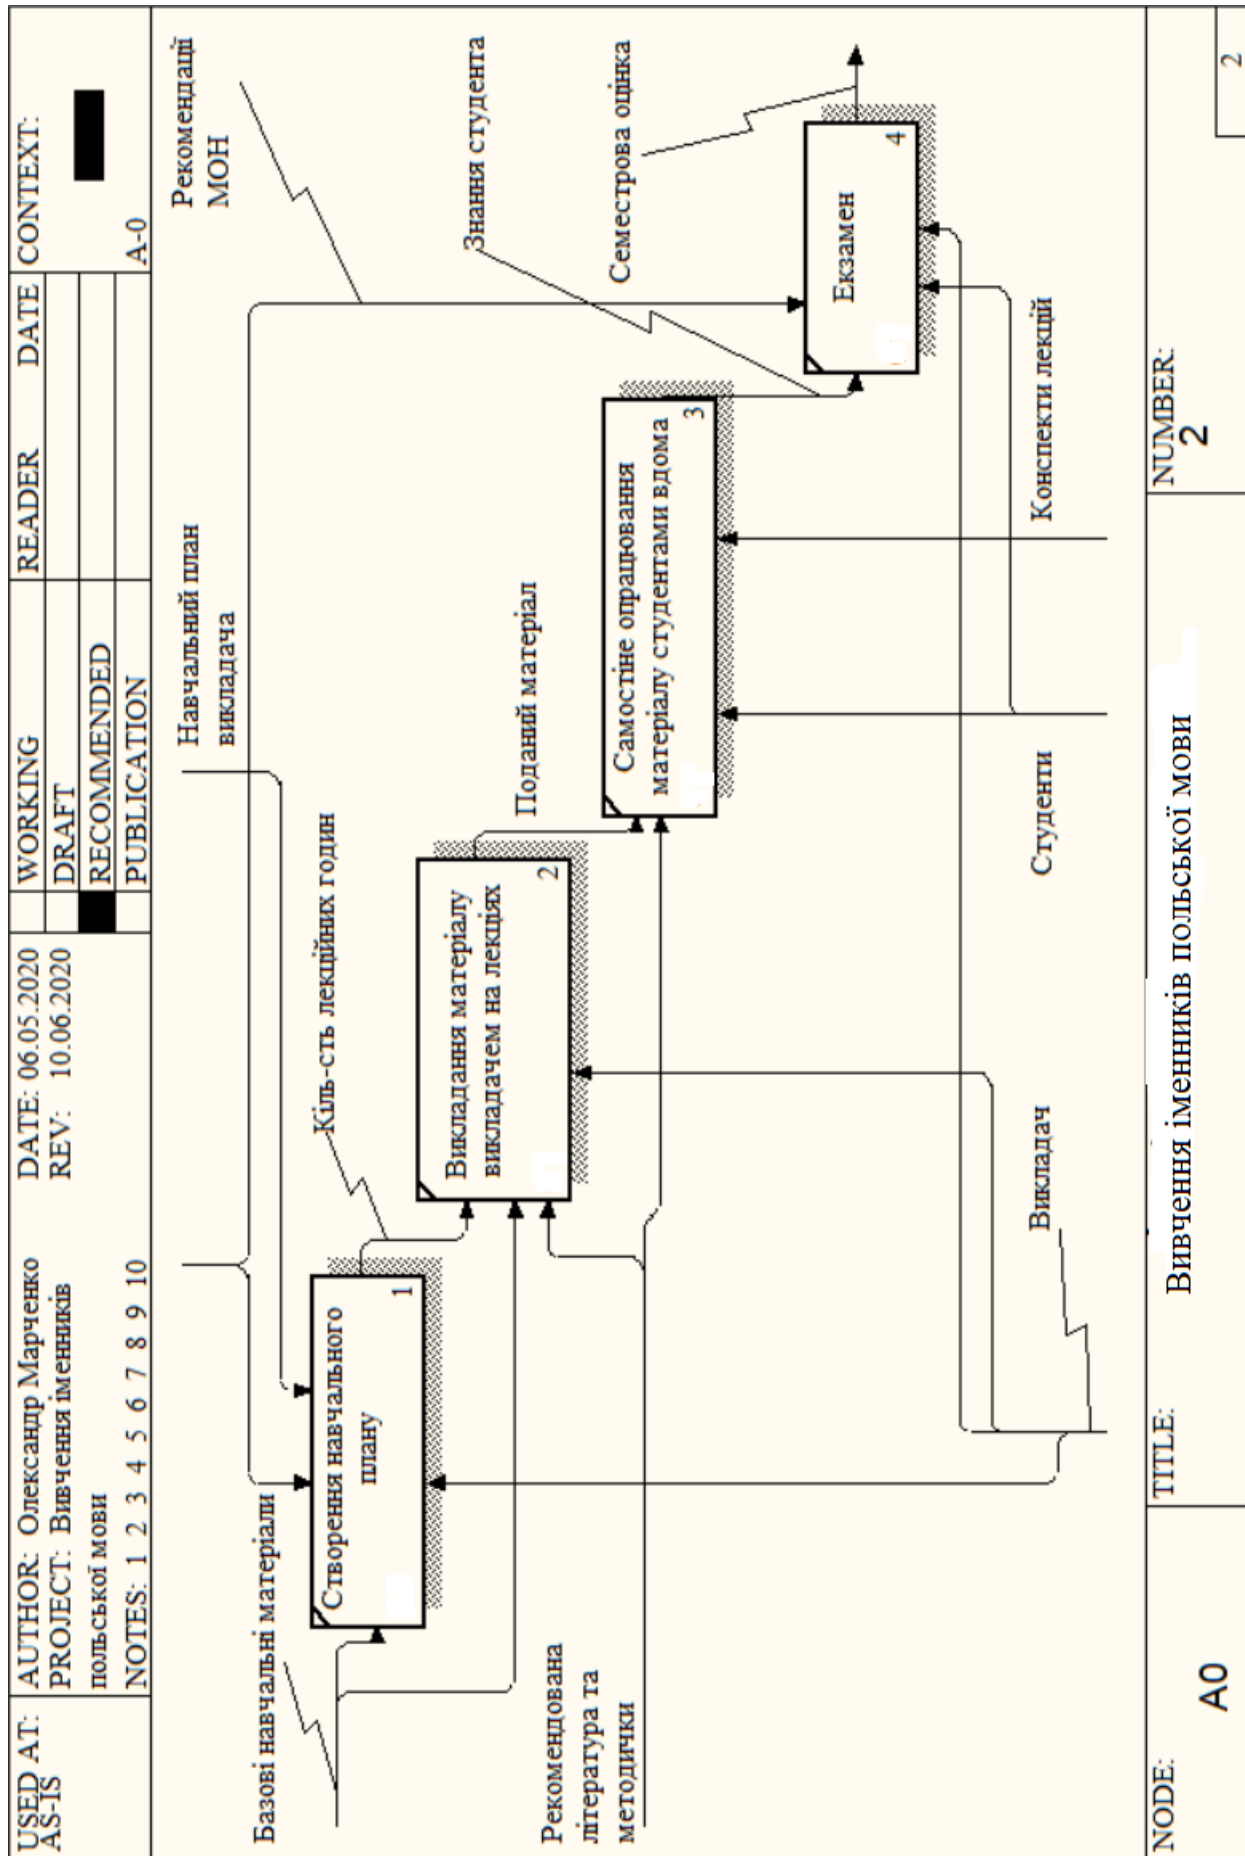 USED AT:
AS-IS
AUTHOR: Олександр Марченко
PROJECT: Вивчення іменників
польської мови
NOTES: 1 2 3 4 5 6 7 8 9 10
DATE: 06.05.2020
REV: 10.06.2020
WORKING
DRAFT
RECOMMENDED
PUBLICATION
READER
DATE
CONTEXT:
A-0
Навчальний план
викладача
Рекомендації
МОН
Базові навчальні матеріали
Створення навчального
плану
1
Кіль-сть лекційних годин
Викладання матеріалу
викладачем на лекціях
2
Поданий матеріал
Знання студента
Самостіне опрацювання
матеріалу студентами вдома
3
Семестрова оцінка
Екзамен
4
Рекомендована
література та
методички
Викладач
Студенти
Конспекти лекцій
NODE:
A0
TITLE:
Вивчення іменників польської мови
NUMBER:
2
2